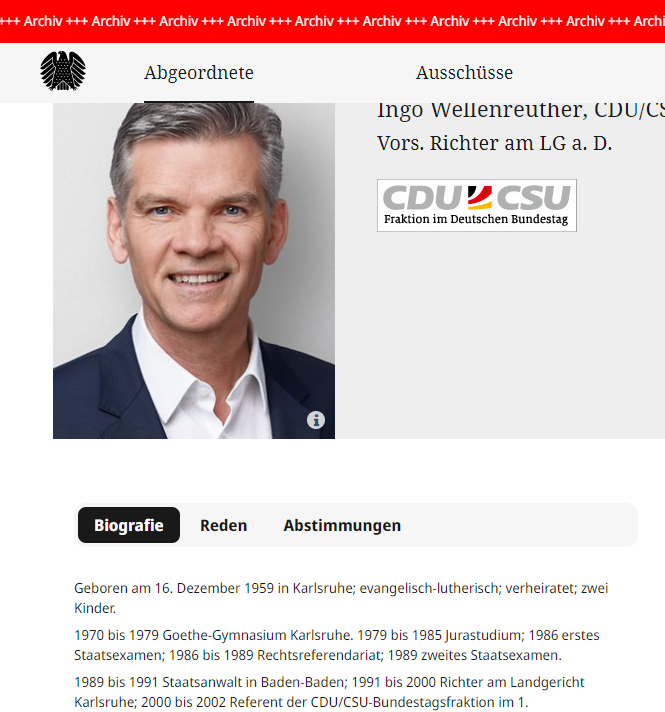 +++ Archiv +++ Archiv +++ Archiv +++ Archiv +++ Archiv +++ Archiv +++ Archiv +++ Archiv +++ Archiv +++
Abgeordnete Ausschüsse
Ingo Wellenreuther, CDU/CS
Vors. Richter am LG a. D.
CDU CSU
Fraktion im Deutschen Bundestag
i
Biografie Reden Abstimmungen
Geboren am 16. Dezember 1959 in Karlsruhe; evangelisch-lutherisch; verheiratet; zwei
Kinder.
1970 bis 1979 Goethe-Gymnasium Karlsruhe. 1979 bis 1985 Jurastudium; 1986 erstes
Staatsexamen; 1986 bis 1989 Rechtsreferendariat; 1989 zweites Staatsexamen.
1989 bis 1991 Staatsanwalt in Baden-Baden; 1991 bis 2000 Richter am Landgericht
Karlsruhe; 2000 bis 2002 Referent der CDU/CSU-Bundestagsfraktion im 1.